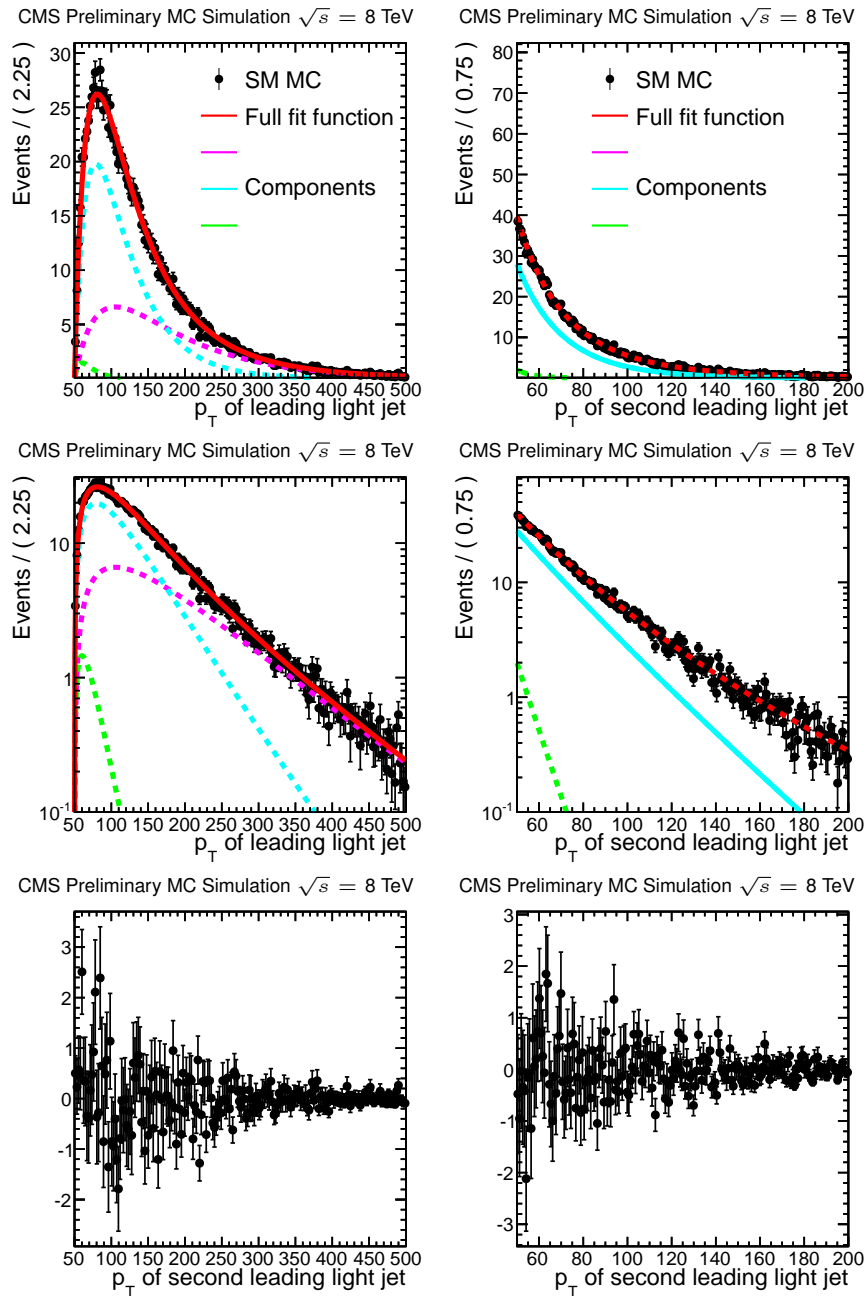 CMS Preliminary MC Simulation √s = 8 TeV
Events / ( 2.25 )
30
25
20
15
10
5
SM MC
Full fit function
Components
50 100 150 200 250 300 350 400 450 500
p_T of leading light jet
CMS Preliminary MC Simulation √s = 8 TeV
Events / ( 0.75 )
80
70
60
50
40
30
20
10
SM MC
Full fit function
Components
60 80 100 120 140 160 180 200
p_T of second leading light jet
CMS Preliminary MC Simulation √s = 8 TeV
Events / ( 2.25 )
10
1
10^-1
50 100 150 200 250 300 350 400 450 500
p_T of leading light jet
CMS Preliminary MC Simulation √s = 8 TeV
Events / ( 0.75 )
10
1
10^-1
60 80 100 120 140 160 180 200
p_T of second leading light jet
CMS Preliminary MC Simulation √s = 8 TeV
3
2
1
0
-1
-2
50 100 150 200 250 300 350 400 450 500
p_T of second leading light jet
CMS Preliminary MC Simulation √s = 8 TeV
3
2
1
0
-1
-2
-3
60 80 100 120 140 160 180 200
p_T of second leading light jet